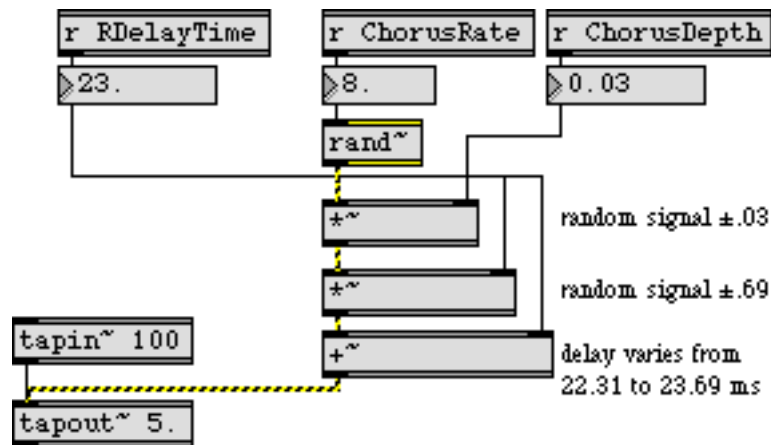 r RDelayTime
r ChorusRate
r ChorusDepth
23.
8.
0.03
rand~
*~
random signal ±.03
*~
random signal ±.69
tapin~ 100
+~
delay varies from
22.31 to 23.69 ms
tapout~ 5.